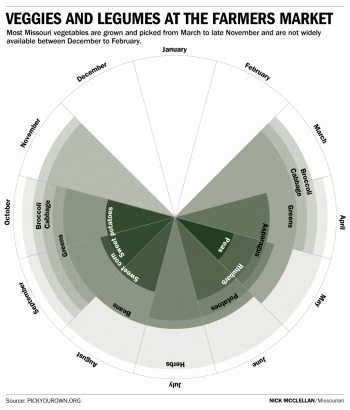 VEGGIES AND LEGUMES AT THE FARMERS MARKET
Most Missouri vegetables are grown and picked from March to late November and are not widely
available between December to February.
January
February
March
April
May
June
July
August
September
October
November
December
Broccoli
Cabbage
Greens
Asparagus
Peas
Rhubarb
Potatoes
Herbs
Beans
Sweet corn
Sweet potatoes
Greens
Cabbage
Broccoli
Source: PICKYOUROWN.ORG
NICK MCCLELLAN/Missourian